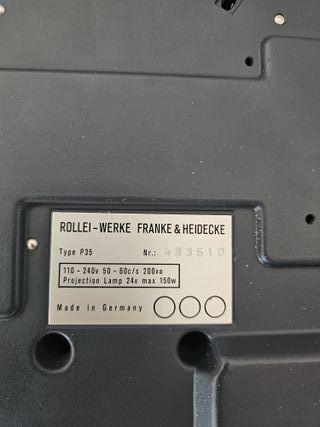 ROLLEI-WERKE FRANKE & HEIDECKE
Type P35 Nr.: 483510
110-240v 50-60c/s 200va
Projection Lamp 24v max 150w
Made in Germany